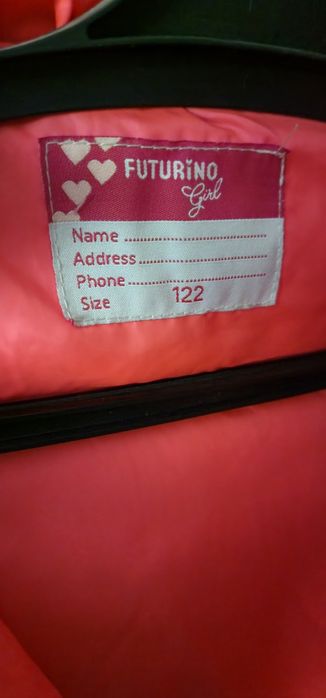 FUTURiNO
Girl
Name ..............................
Address..........................
Phone.............................
Size 122